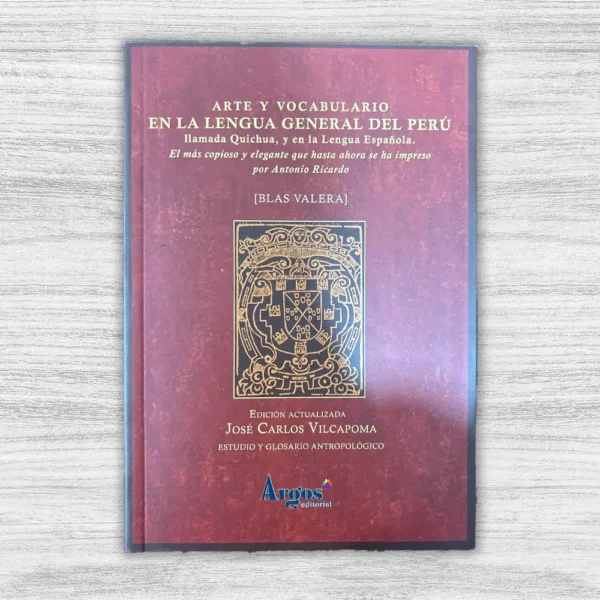 ARTE Y VOCABULARIO
EN LA LENGUA GENERAL DEL PERÚ
llamada Quichua, y en la Lengua Española.
El más copioso y elegante que hasta ahora se ha impreso
por Antonio Ricardo
[BLAS VALERA]
EDICIÓN ACTUALIZADA
JOSÉ CARLOS VILCAPOMA
ESTUDIO Y GLOSARIO ANTROPOLÓGICO
Argos
editorial